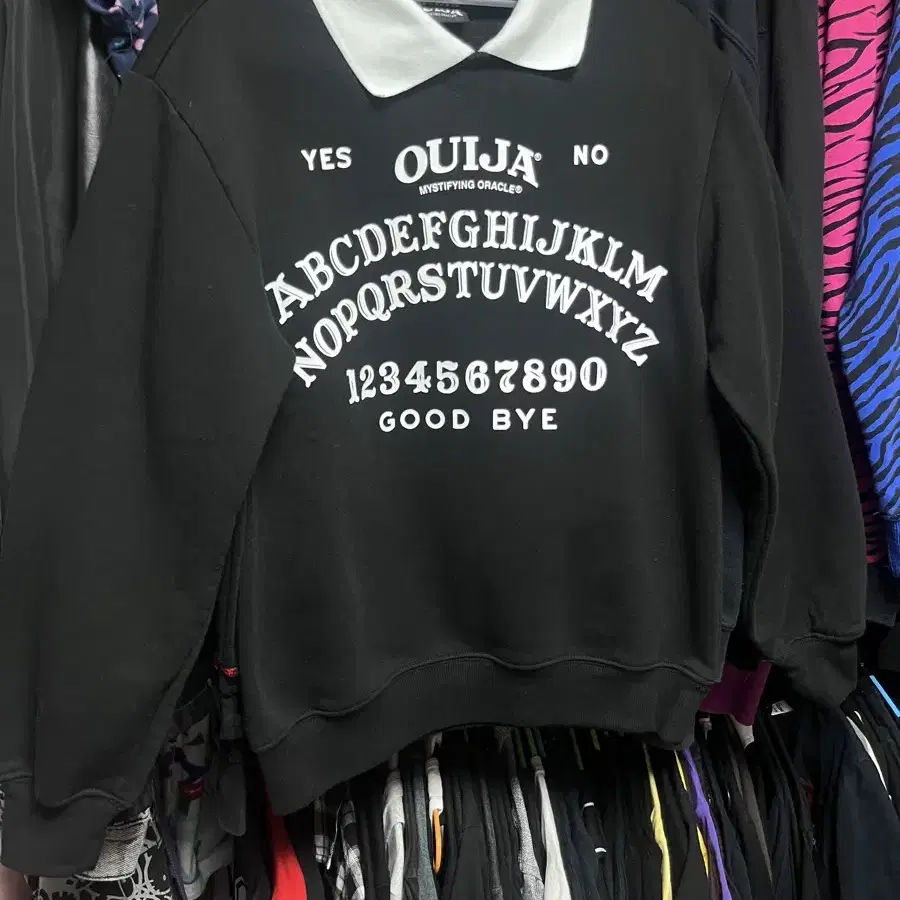 YES OUIJA® NO
MYSTIFYING ORACLE®
ABCDEFGHIJKLM
NOPQRSTUVWXYZ
1234567890
GOOD BYE